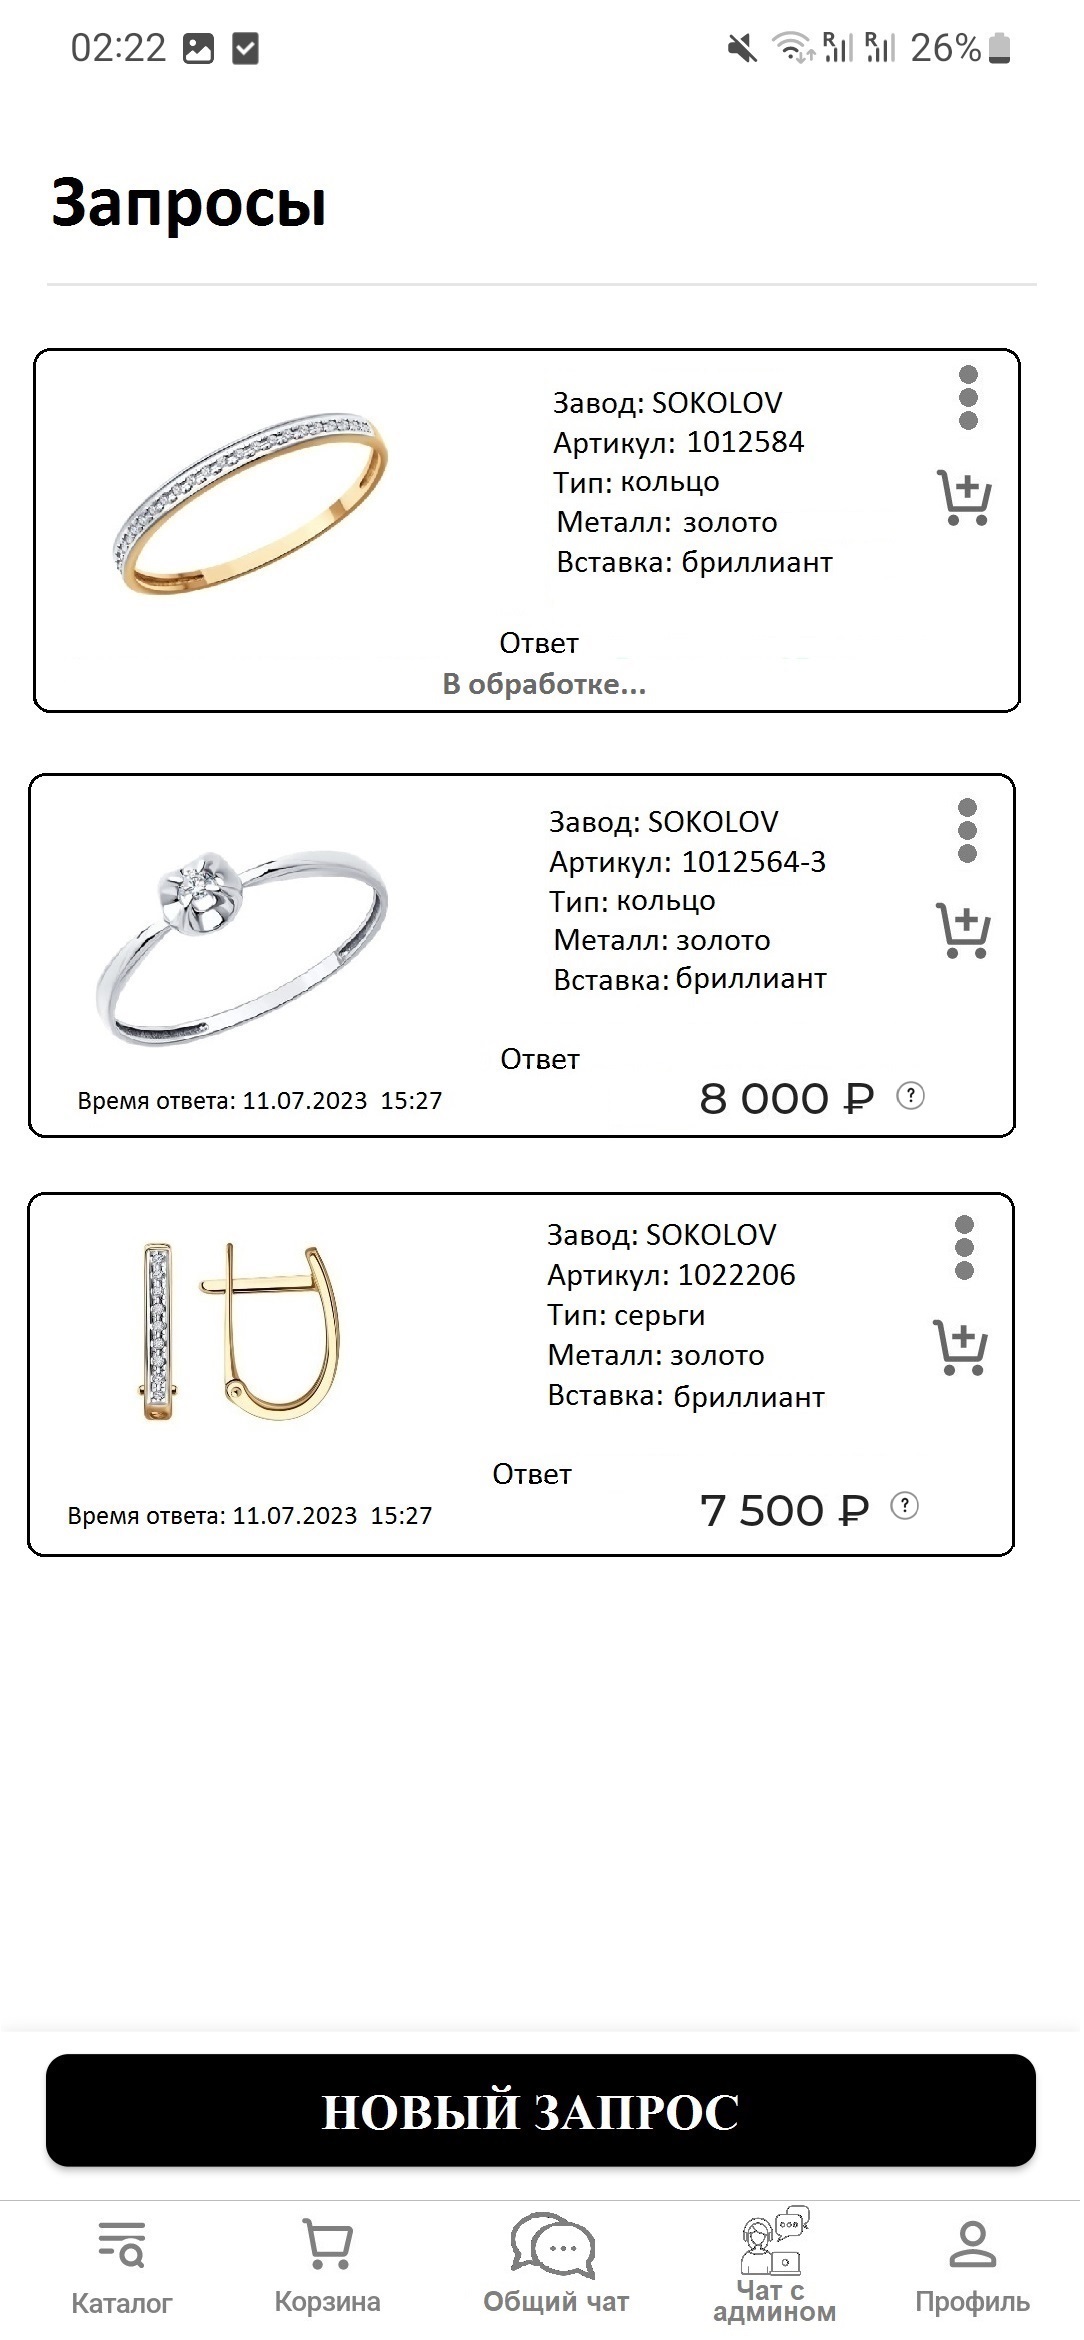 02:22 26%
Запросы
Завод: SOKOLOV
Артикул: 1012584
Тип: кольцо
Металл: золото
Вставка: бриллиант
Ответ
В обработке...
Завод: SOKOLOV
Артикул: 1012564-3
Тип: кольцо
Металл: золото
Вставка: бриллиант
Ответ
Время ответа: 11.07.2023 15:27
8 000 ₽ ?
Завод: SOKOLOV
Артикул: 1022206
Тип: серьги
Металл: золото
Вставка: бриллиант
Ответ
Время ответа: 11.07.2023 15:27
7 500 ₽ ?
НОВЫЙ ЗАПРОС
Каталог
Корзина
Общий чат
Чат с
админом
Профиль